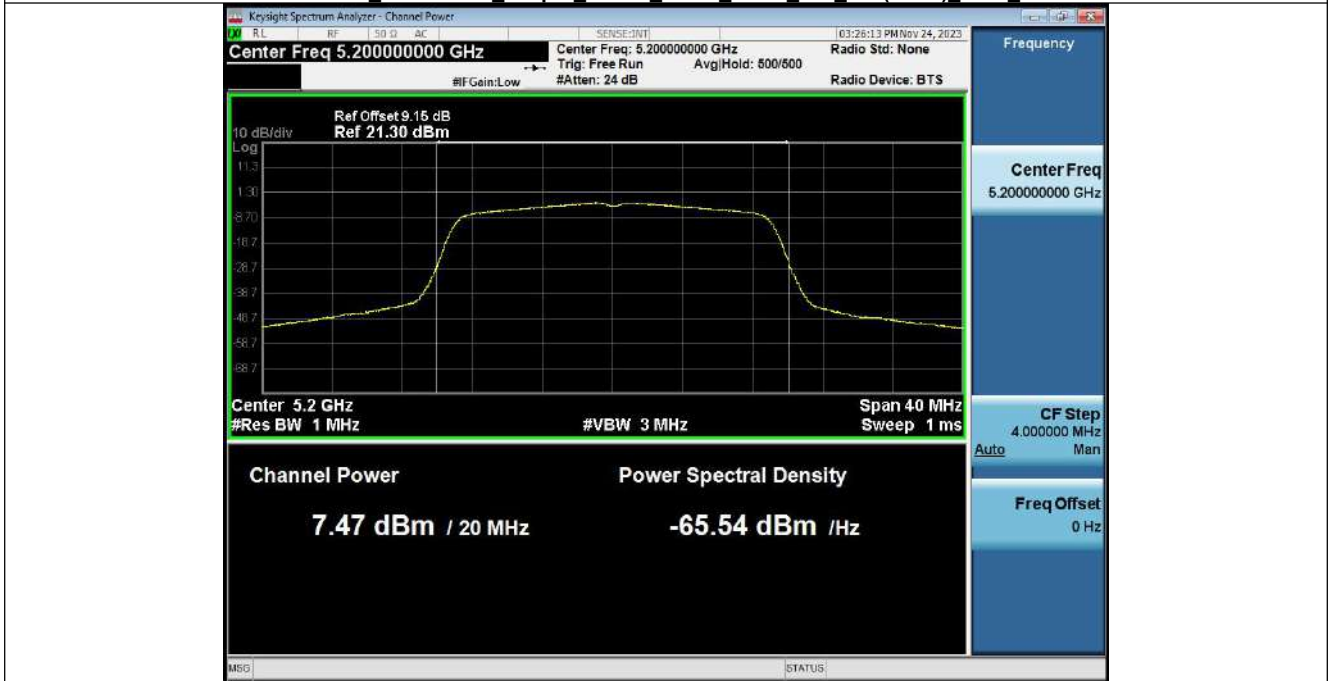 Keysight Spectrum Analyzer - Channel Power
RL RF 50 Ω AC SENSE:INT 03:26:13 PM Nov 24, 2023
Center Freq 5.200000000 GHz
Center Freq: 5.200000000 GHz
Radio Std: None
Trig: Free Run Avg|Hold: 500/500
#IFGain:Low
#Atten: 24 dB
Radio Device: BTS
Frequency
Ref Offset 9.15 dB
10 dB/div Ref 21.30 dBm
Log
11.3
1.30
-8.70
-18.7
-28.7
-38.7
-48.7
-58.7
-68.7
Center 5.2 GHz Span 40 MHz
#Res BW 1 MHz #VBW 3 MHz Sweep 1 ms
Center Freq
5.200000000 GHz
CF Step
4.000000 MHz
Auto Man
Freq Offset
0 Hz
Channel Power Power Spectral Density
7.47 dBm / 20 MHz -65.54 dBm /Hz
MSG STATUS